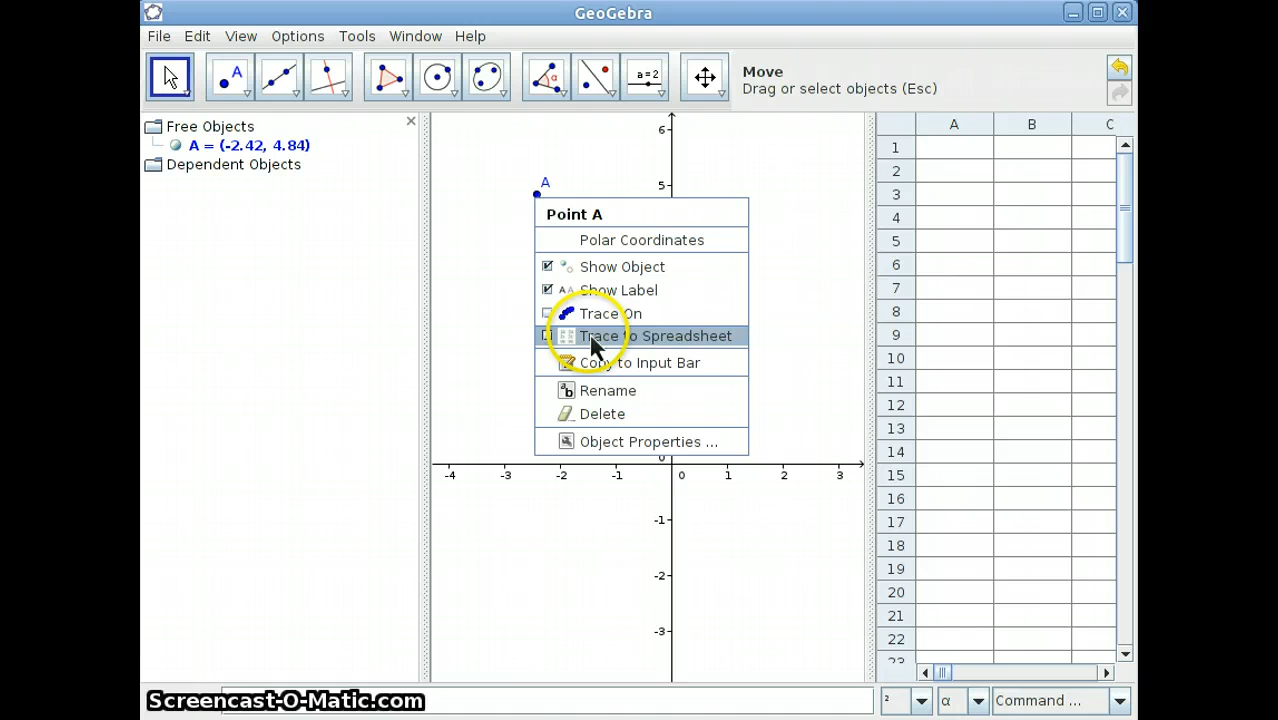 GeoGebra
File Edit View Options Tools Window Help
A
α
a=2
Move
Drag or select objects (Esc)
Free Objects
A = (-2.42, 4.84)
Dependent Objects
6
5
A
Point A
Polar Coordinates
Show Object
AA Show Label
Trace On
Trace to Spreadsheet
Copy to Input Bar
ab Rename
Delete
Object Properties ...
0
-4 -3 -2 -1 0 1 2 3
-1
-2
-3
A B C
1
2
3
4
5
6
7
8
9
10
11
12
13
14
15
16
17
18
19
20
21
22
23
Screencast-O-Matic.com
² α Command ...